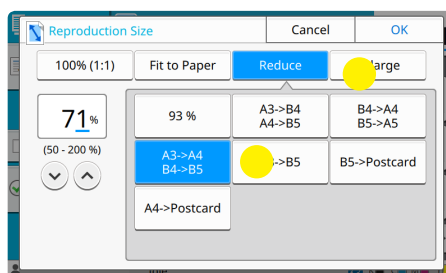 Reproduction Size
Cancel
OK
100% (1:1)
Fit to Paper
Reduce
71%
(50 - 200 %)
93 %
A3->B4
A4->B5
B4->A4
B5->A5
A3->A4
B4->B5
->B5
B5->Postcard
A4->Postcard